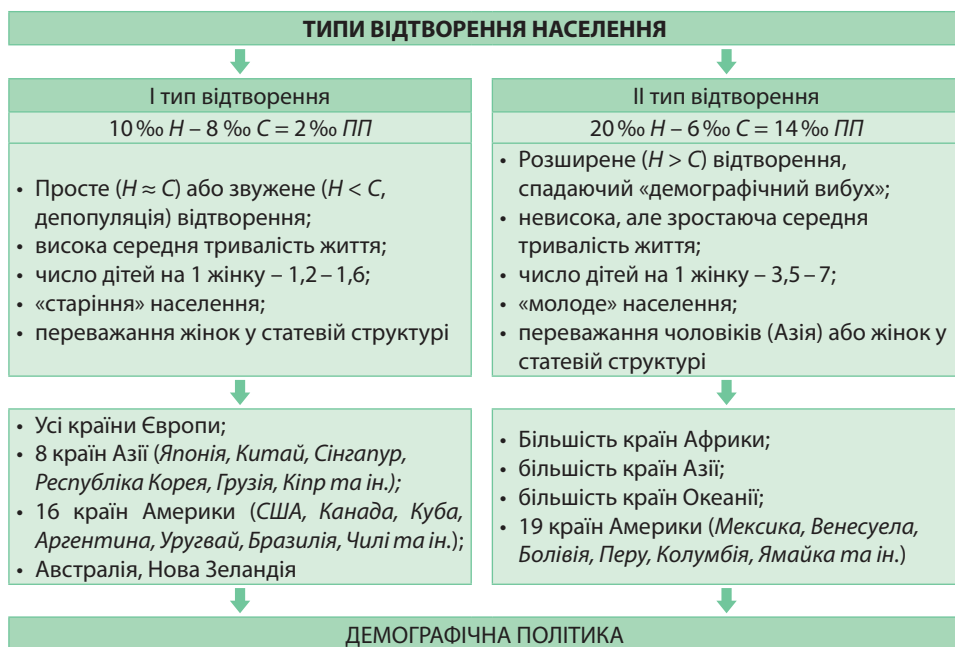 ТИПИ ВІДТВОРЕННЯ НАСЕЛЕННЯ
І тип відтворення
10 ‰ Н – 8 ‰ С = 2 ‰ ПП
• Просте (Н ≈ С) або звужене (Н < С,
депопуляція) відтворення;
• висока середня тривалість життя;
• число дітей на 1 жінку – 1,2 – 1,6;
• «старіння» населення;
• переважання жінок у статевій структурі
• Усі країни Європи;
• 8 країн Азії (Японія, Китай, Сінгапур,
Республіка Корея, Грузія, Кіпр та ін.);
• 16 країн Америки (США, Канада, Куба,
Аргентина, Уругвай, Бразилія, Чилі та ін.);
• Австралія, Нова Зеландія
ІІ тип відтворення
20 ‰ Н – 6 ‰ С = 14 ‰ ПП
• Розширене (Н > С) відтворення,
спадаючий «демографічний вибух»;
• невисока, але зростаюча середня
тривалість життя;
• число дітей на 1 жінку – 3,5 – 7;
• «молоде» населення;
• переважання чоловіків (Азія) або жінок у
статевій структурі
• Більшість країн Африки;
• більшість країн Азії;
• більшість країн Океанії;
• 19 країн Америки (Мексика, Венесуела,
Болівія, Перу, Колумбія, Ямайка та ін.)
ДЕМОГРАФІЧНА ПОЛІТИКА